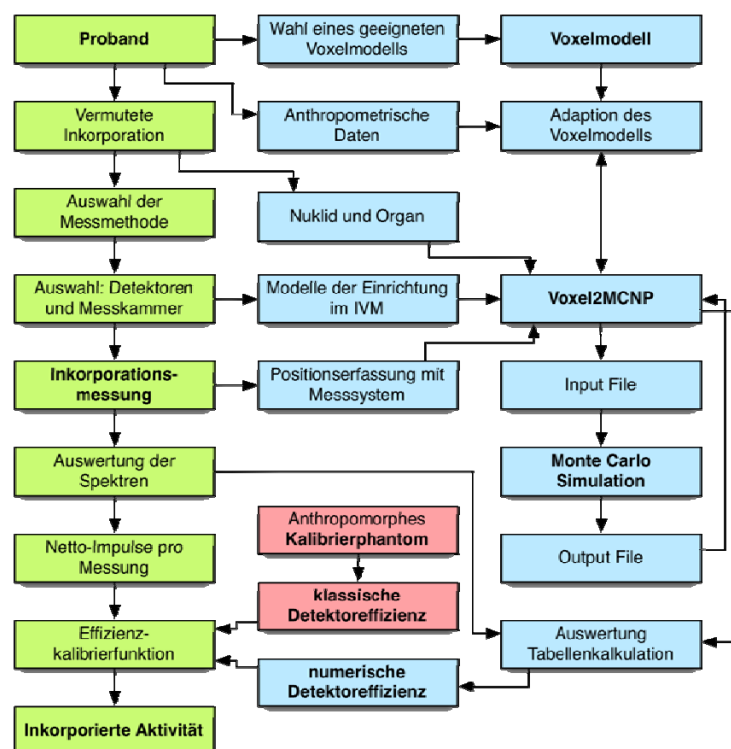 Proband
Wahl eines geeigneten
Voxelmodells
Voxelmodell
Vermutete
Inkorporation
Anthropometrische
Daten
Adaption des
Voxelmodells
Auswahl der
Messmethode
Nuklid und Organ
Auswahl: Detektoren
und Messkammer
Modelle der Einrichtung
im IVM
Voxel2MCNP
Inkorporations-
messung
Positionserfassung mit
Messsystem
Input File
Auswertung der
Spektren
Monte Carlo
Simulation
Anthropomorphes
Kalibrierphantom
Netto-Impulse pro
Messung
Output File
klassische
Detektoreffizienz
Effizienz-
kalibrierfunktion
Auswertung
Tabellenkalkulation
numerische
Detektoreffizienz
Inkorporierte Aktivität